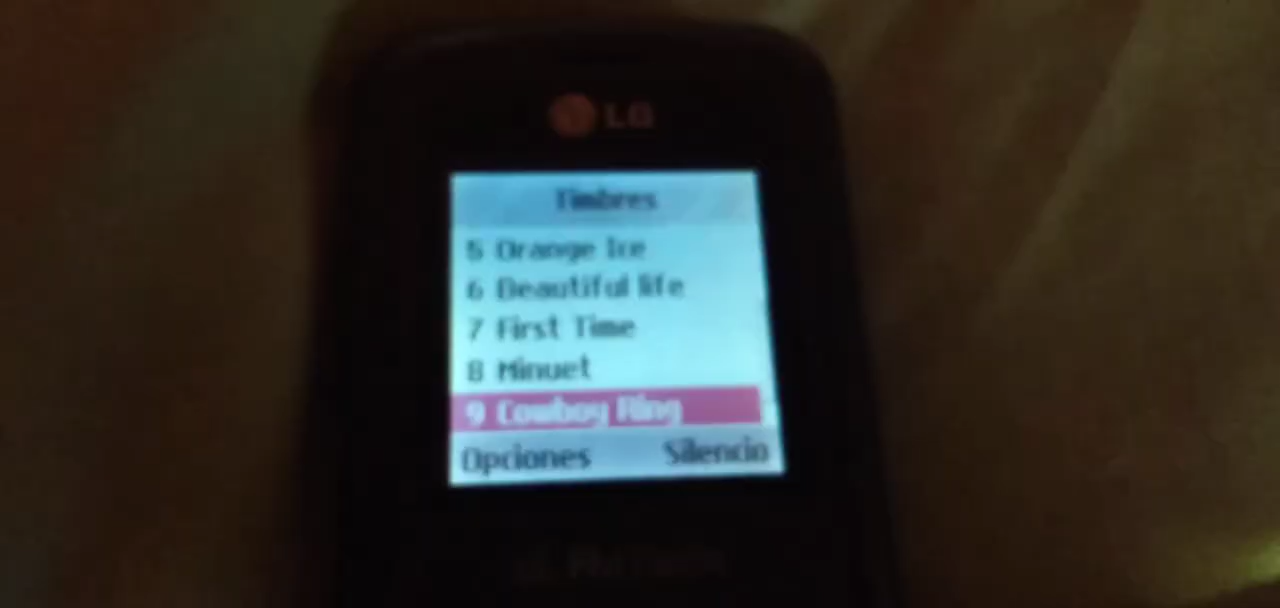 LG
Timbres
5 Orange Ice
6 Beautiful life
7 First Time
8 Minuet
9 Cowboy Ring
Opciones Silencio